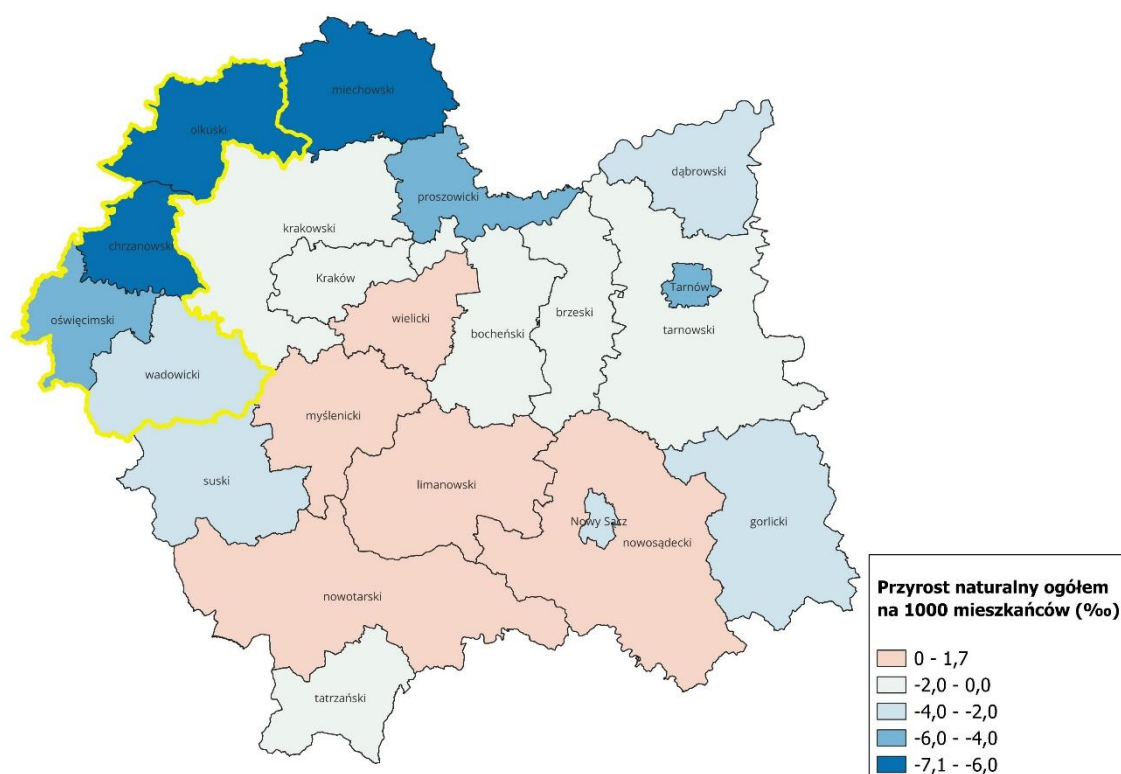 miechowski
olkuski
dąbrowski
proszowicki
krakowski
chrzanowski
Kraków
Tarnów
brzeski
oświęcimski
wielicki
bocheński
tarnowski
wadowicki
myślenicki
suski
limanowski
Nowy Sącz
gorlicki
nowosądecki
nowotarski
tatrzański
Przyrost naturalny ogółem
na 1000 mieszkańców (‰)
0 - 1,7
-2,0 - 0,0
-4,0 - -2,0
-6,0 - -4,0
-7,1 - -6,0